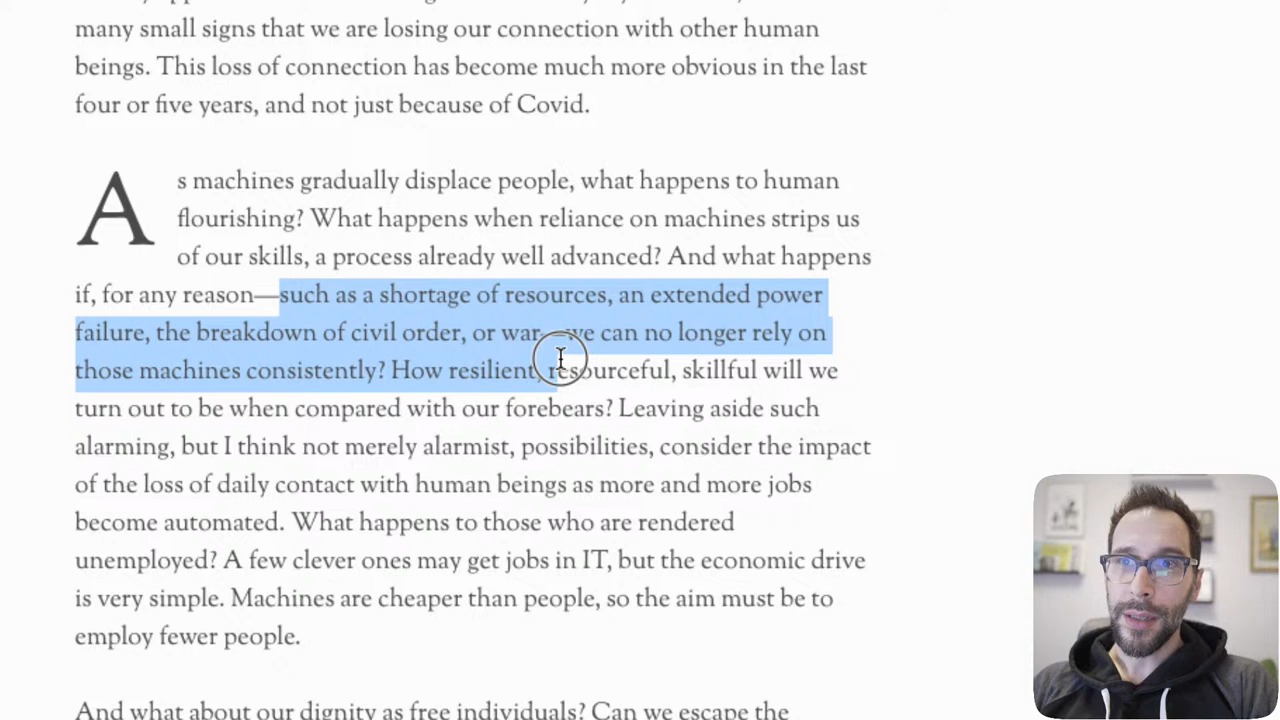 many small signs that we are losing our connection with other human
beings. This loss of connection has become much more obvious in the last
four or five years, and not just because of Covid.
As machines gradually displace people, what happens to human
flourishing? What happens when reliance on machines strips us
of our skills, a process already well advanced? And what happens
if, for any reason—such as a shortage of resources, an extended power
failure, the breakdown of civil order, or war—we can no longer rely on
those machines consistently? How resilient, resourceful, skillful will we
turn out to be when compared with our forebears? Leaving aside such
alarming, but I think not merely alarmist, possibilities, consider the impact
of the loss of daily contact with human beings as more and more jobs
become automated. What happens to those who are rendered
unemployed? A few clever ones may get jobs in IT, but the economic drive
is very simple. Machines are cheaper than people, so the aim must be to
employ fewer people.
And what about our dignity as free individuals? Can we escape the